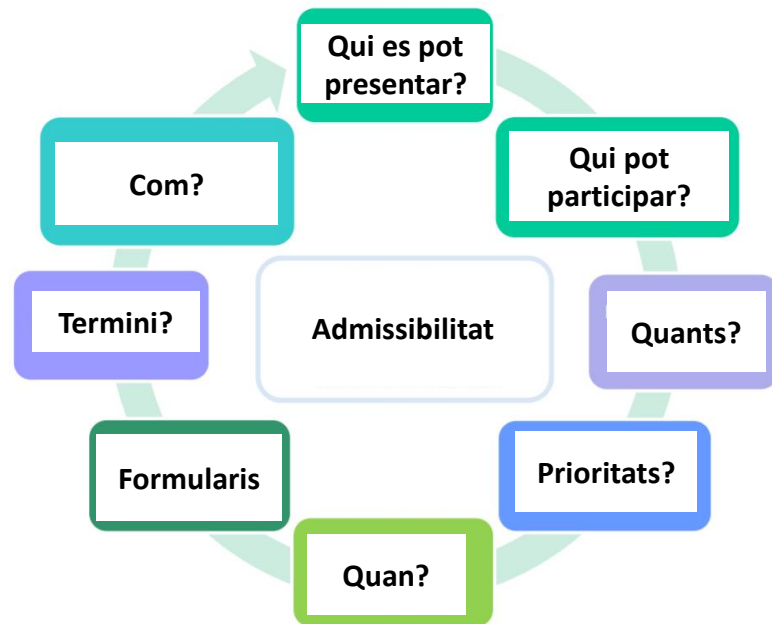 Qui es pot
presentar?
Qui pot
participar?
Quants?
Prioritats?
Quan?
Formularis
Termini?
Com?
Admissibilitat